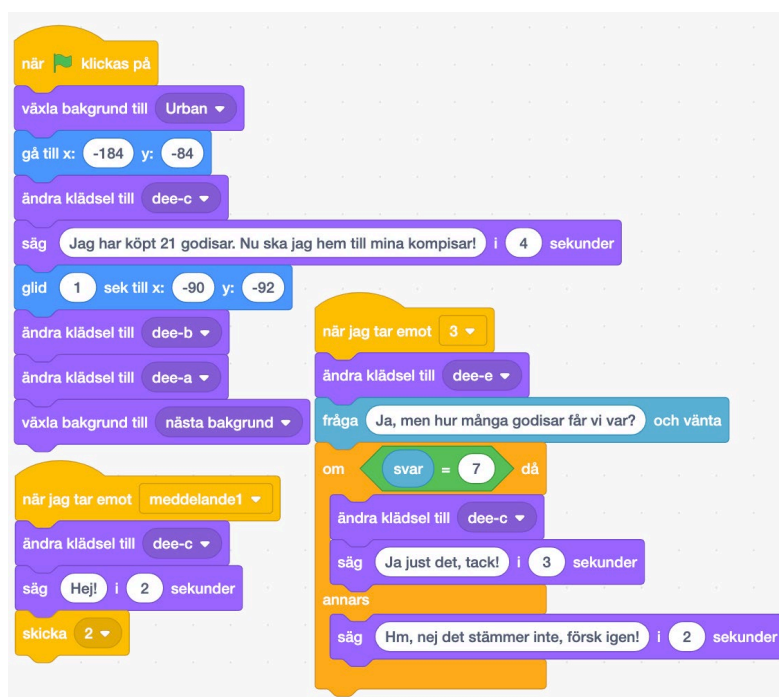 när klickas på
växla bakgrund till Urban
gå till x: -184 y: -84
ändra klädsel till dee-c
säg Jag har köpt 21 godisar. Nu ska jag hem till mina kompisar! i 4 sekunder
glid 1 sek till x: -90 y: -92
ändra klädsel till dee-b
ändra klädsel till dee-a
växla bakgrund till nästa bakgrund
när jag tar emot meddelande1
ändra klädsel till dee-c
säg Hej! i 2 sekunder
skicka 2
när jag tar emot 3
ändra klädsel till dee-e
fråga Ja, men hur många godisar får vi var? och vänta
om svar = 7 då
ändra klädsel till dee-c
säg Ja just det, tack! i 3 sekunder
annars
säg Hm, nej det stämmer inte, försk igen! i 2 sekunder